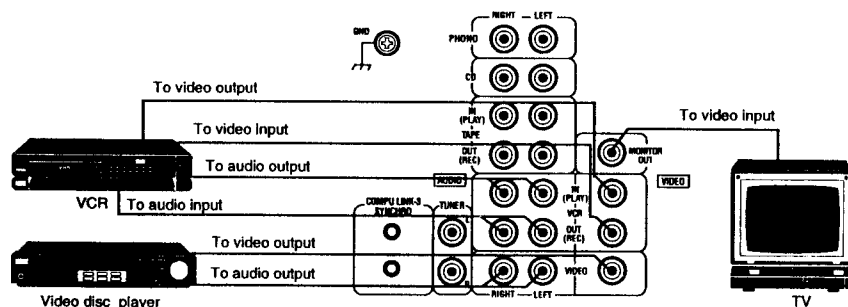 RIGHT LEFT
GND
PHONO
CD
To video output
To video input
IN
(PLAY)
TAPE
To video input
OUT
(REC)
MONITOR
OUT
To audio output
AUDIO
VIDEO
IN
(PLAY)
VCR
VCR
To audio input
COMPU LINK-3
SYNCHRO
TUNER
OUT
(REC)
L
To video output
To audio output
VIDEO
R
RIGHT LEFT
Video disc player
TV